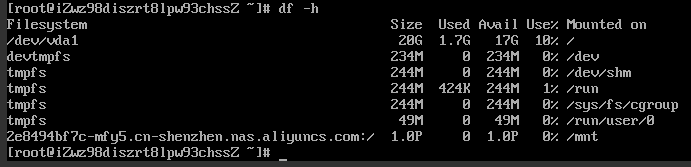 [root@iZwz98diszrt8lpw93chssZ ~]# df -h
Filesystem Size Used Avail Use% Mounted on
/dev/vda1 20G 1.7G 17G 10% /
devtmpfs 234M 0 234M 0% /dev
tmpfs 244M 0 244M 0% /dev/shm
tmpfs 244M 424K 244M 1% /run
tmpfs 244M 0 244M 0% /sys/fs/cgroup
tmpfs 49M 0 49M 0% /run/user/0
2e8494bf7c-mfy5.cn-shenzhen.nas.aliyuncs.com:/ 1.0P 0 1.0P 0% /mnt
[root@iZwz98diszrt8lpw93chssZ ~]# _